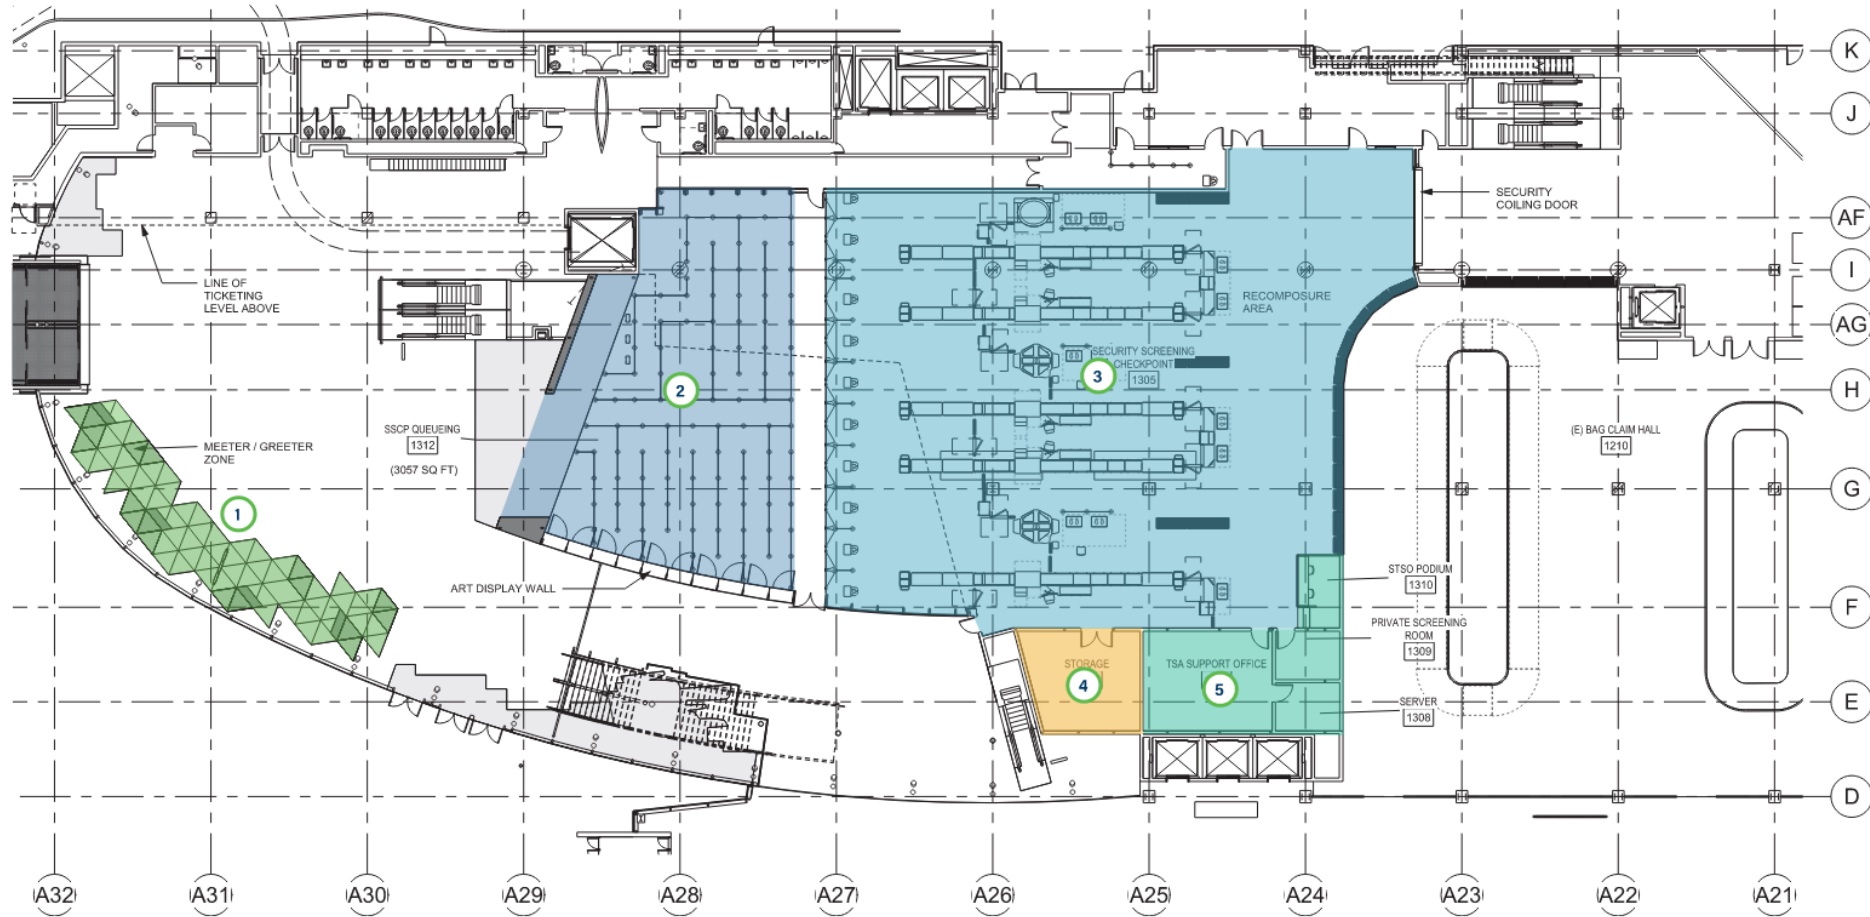 K
J
SECURITY
COILING DOOR
AF
I
LINE OF
TICKETING
LEVEL ABOVE
RECOMPOSURE
AREA
AG
SECURITY SCREENING
CHECKPOINT
1305
2
3
H
SSCP QUEUEING
1312
(3057 SQ FT)
MEETER / GREETER
ZONE
(E) BAG CLAIM HALL
1210
G
1
ART DISPLAY WALL
STSO PODIUM
1310
F
PRIVATE SCREENING
ROOM
1309
STORAGE
4
TSA SUPPORT OFFICE
5
SERVER
1308
E
D
A32
A31
A30
A29
A28
A27
A26
A25
A24
A23
A22
A21